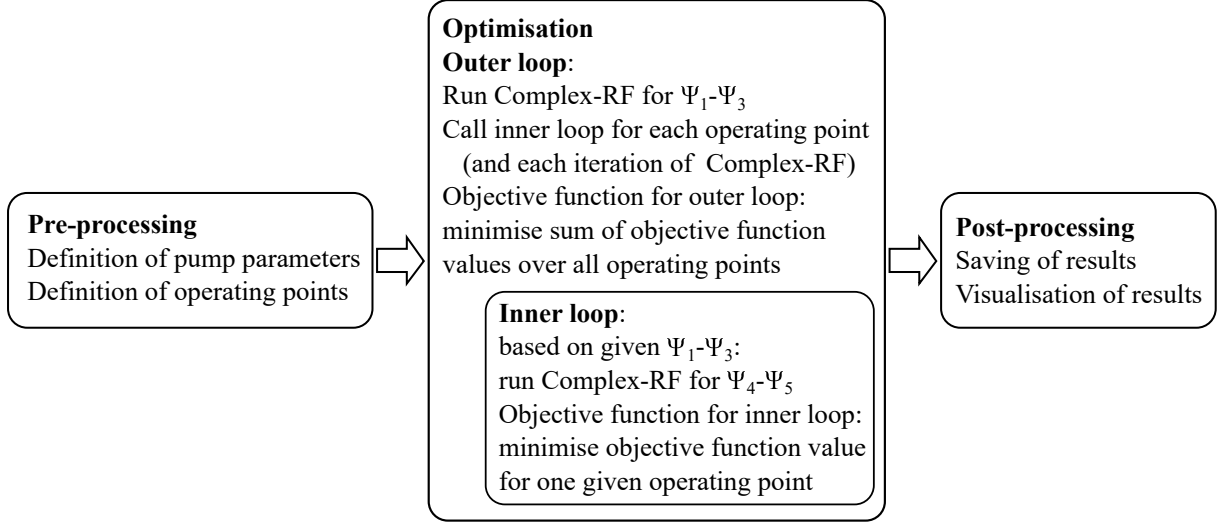 Pre-processing
Definition of pump parameters
Definition of operating points
Optimisation
Outer loop:
Run Complex-RF for Ψ₁-Ψ₃
Call inner loop for each operating point
(and each iteration of Complex-RF)
Objective function for outer loop:
minimise sum of objective function
values over all operating points
Inner loop:
based on given Ψ₁-Ψ₃:
run Complex-RF for Ψ₄-Ψ₅
Objective function for inner loop:
minimise objective function value
for one given operating point
Post-processing
Saving of results
Visualisation of results